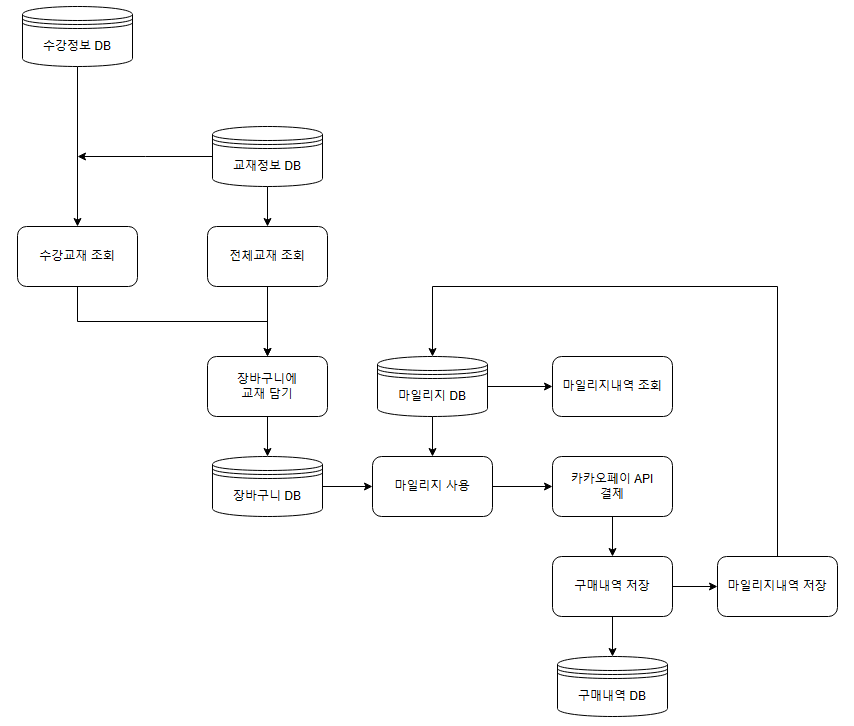 수강정보 DB
교재정보 DB
수강교재 조회
전체교재 조회
장바구니에
교재 담기
마일리지 DB
마일리지내역 조회
장바구니 DB
마일리지 사용
카카오페이 API
결제
구매내역 저장
마일리지내역 저장
구매내역 DB